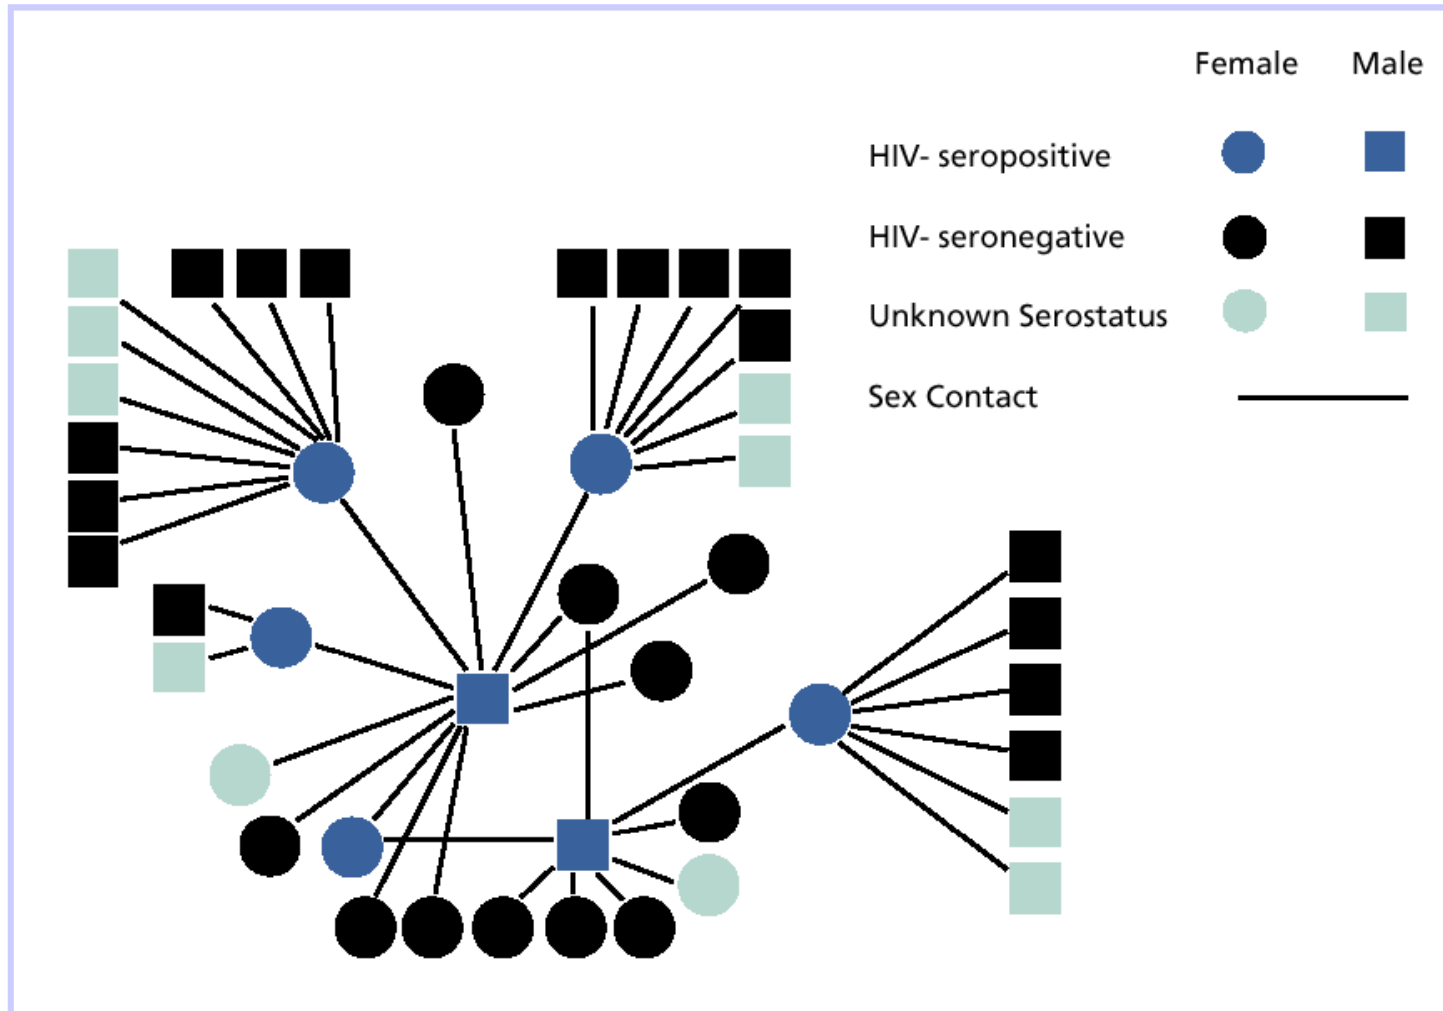 Female Male
HIV- seropositive
HIV- seronegative
Unknown Serostatus
Sex Contact